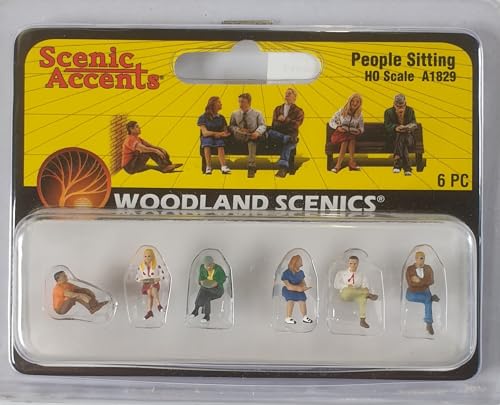 Scenic
Accents®
People Sitting
HO Scale A1829
6 PC
WOODLAND SCENICS®